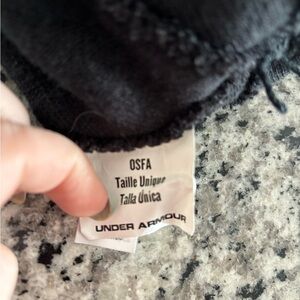 OSFA
Taille Unique
Talla Única
UNDER ARMOUR